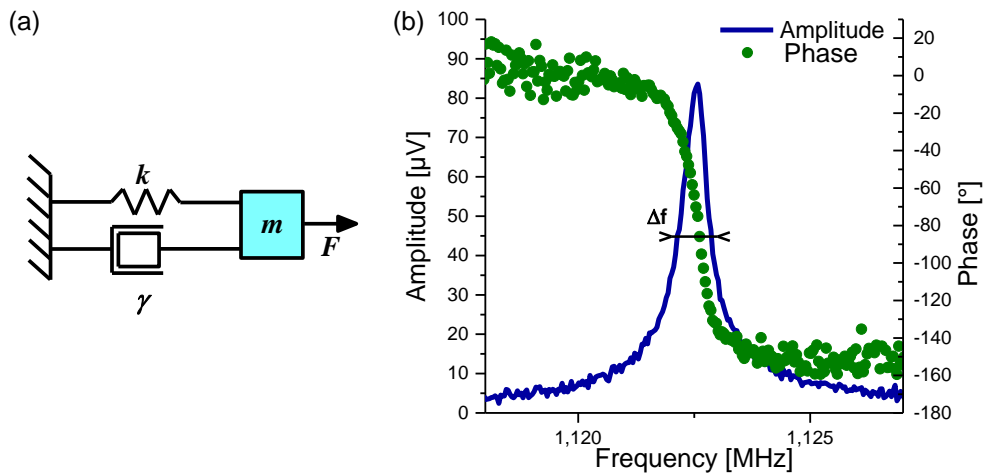 (a)
k
m
F
γ
(b)
Amplitude
Phase
Amplitude [µV]
100
90
80
70
60
50
40
30
20
10
0
Δf
20
0
-20
-40
-60
-80
-100
-120
-140
-160
-180
Phase [°]
1,120
1,125
Frequency [MHz]